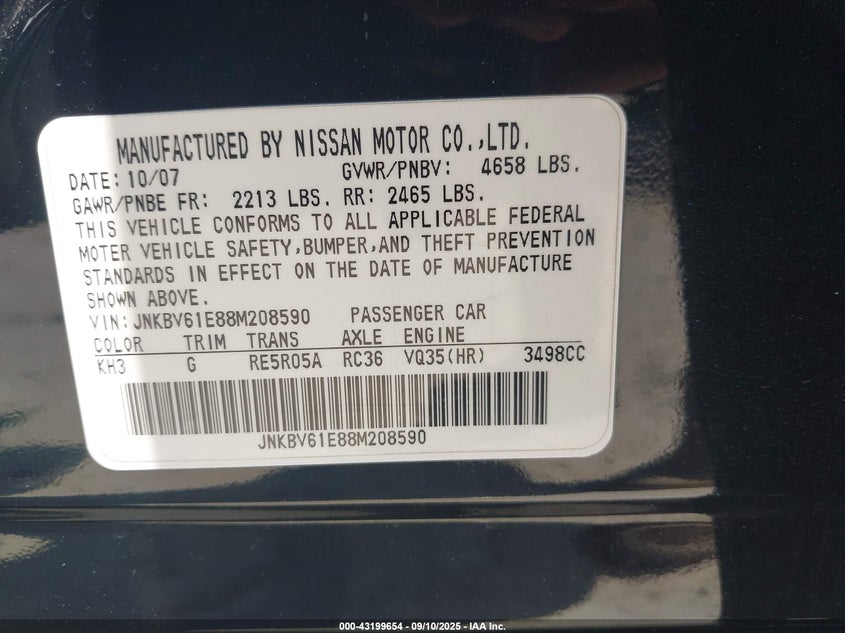 MANUFACTURED BY NISSAN MOTOR CO.,LTD.
DATE: 10/07 GVWR/PNBV: 4658 LBS.
GAWR/PNBE FR: 2213 LBS. RR: 2465 LBS.
THIS VEHICLE CONFORMS TO ALL APPLICABLE FEDERAL
MOTER VEHICLE SAFETY,BUMPER,AND THEFT PREVENTION
STANDARDS IN EFFECT ON THE DATE OF MANUFACTURE
SHOWN ABOVE.
VIN: JNKBV61E88M208590 PASSENGER CAR
COLOR TRIM TRANS AXLE ENGINE
KH3 G RE5R05A RC36 VQ35(HR) 3498CC
JNKBV61E88M208590
000-43199654 - 09/10/2025 - IAA Inc.